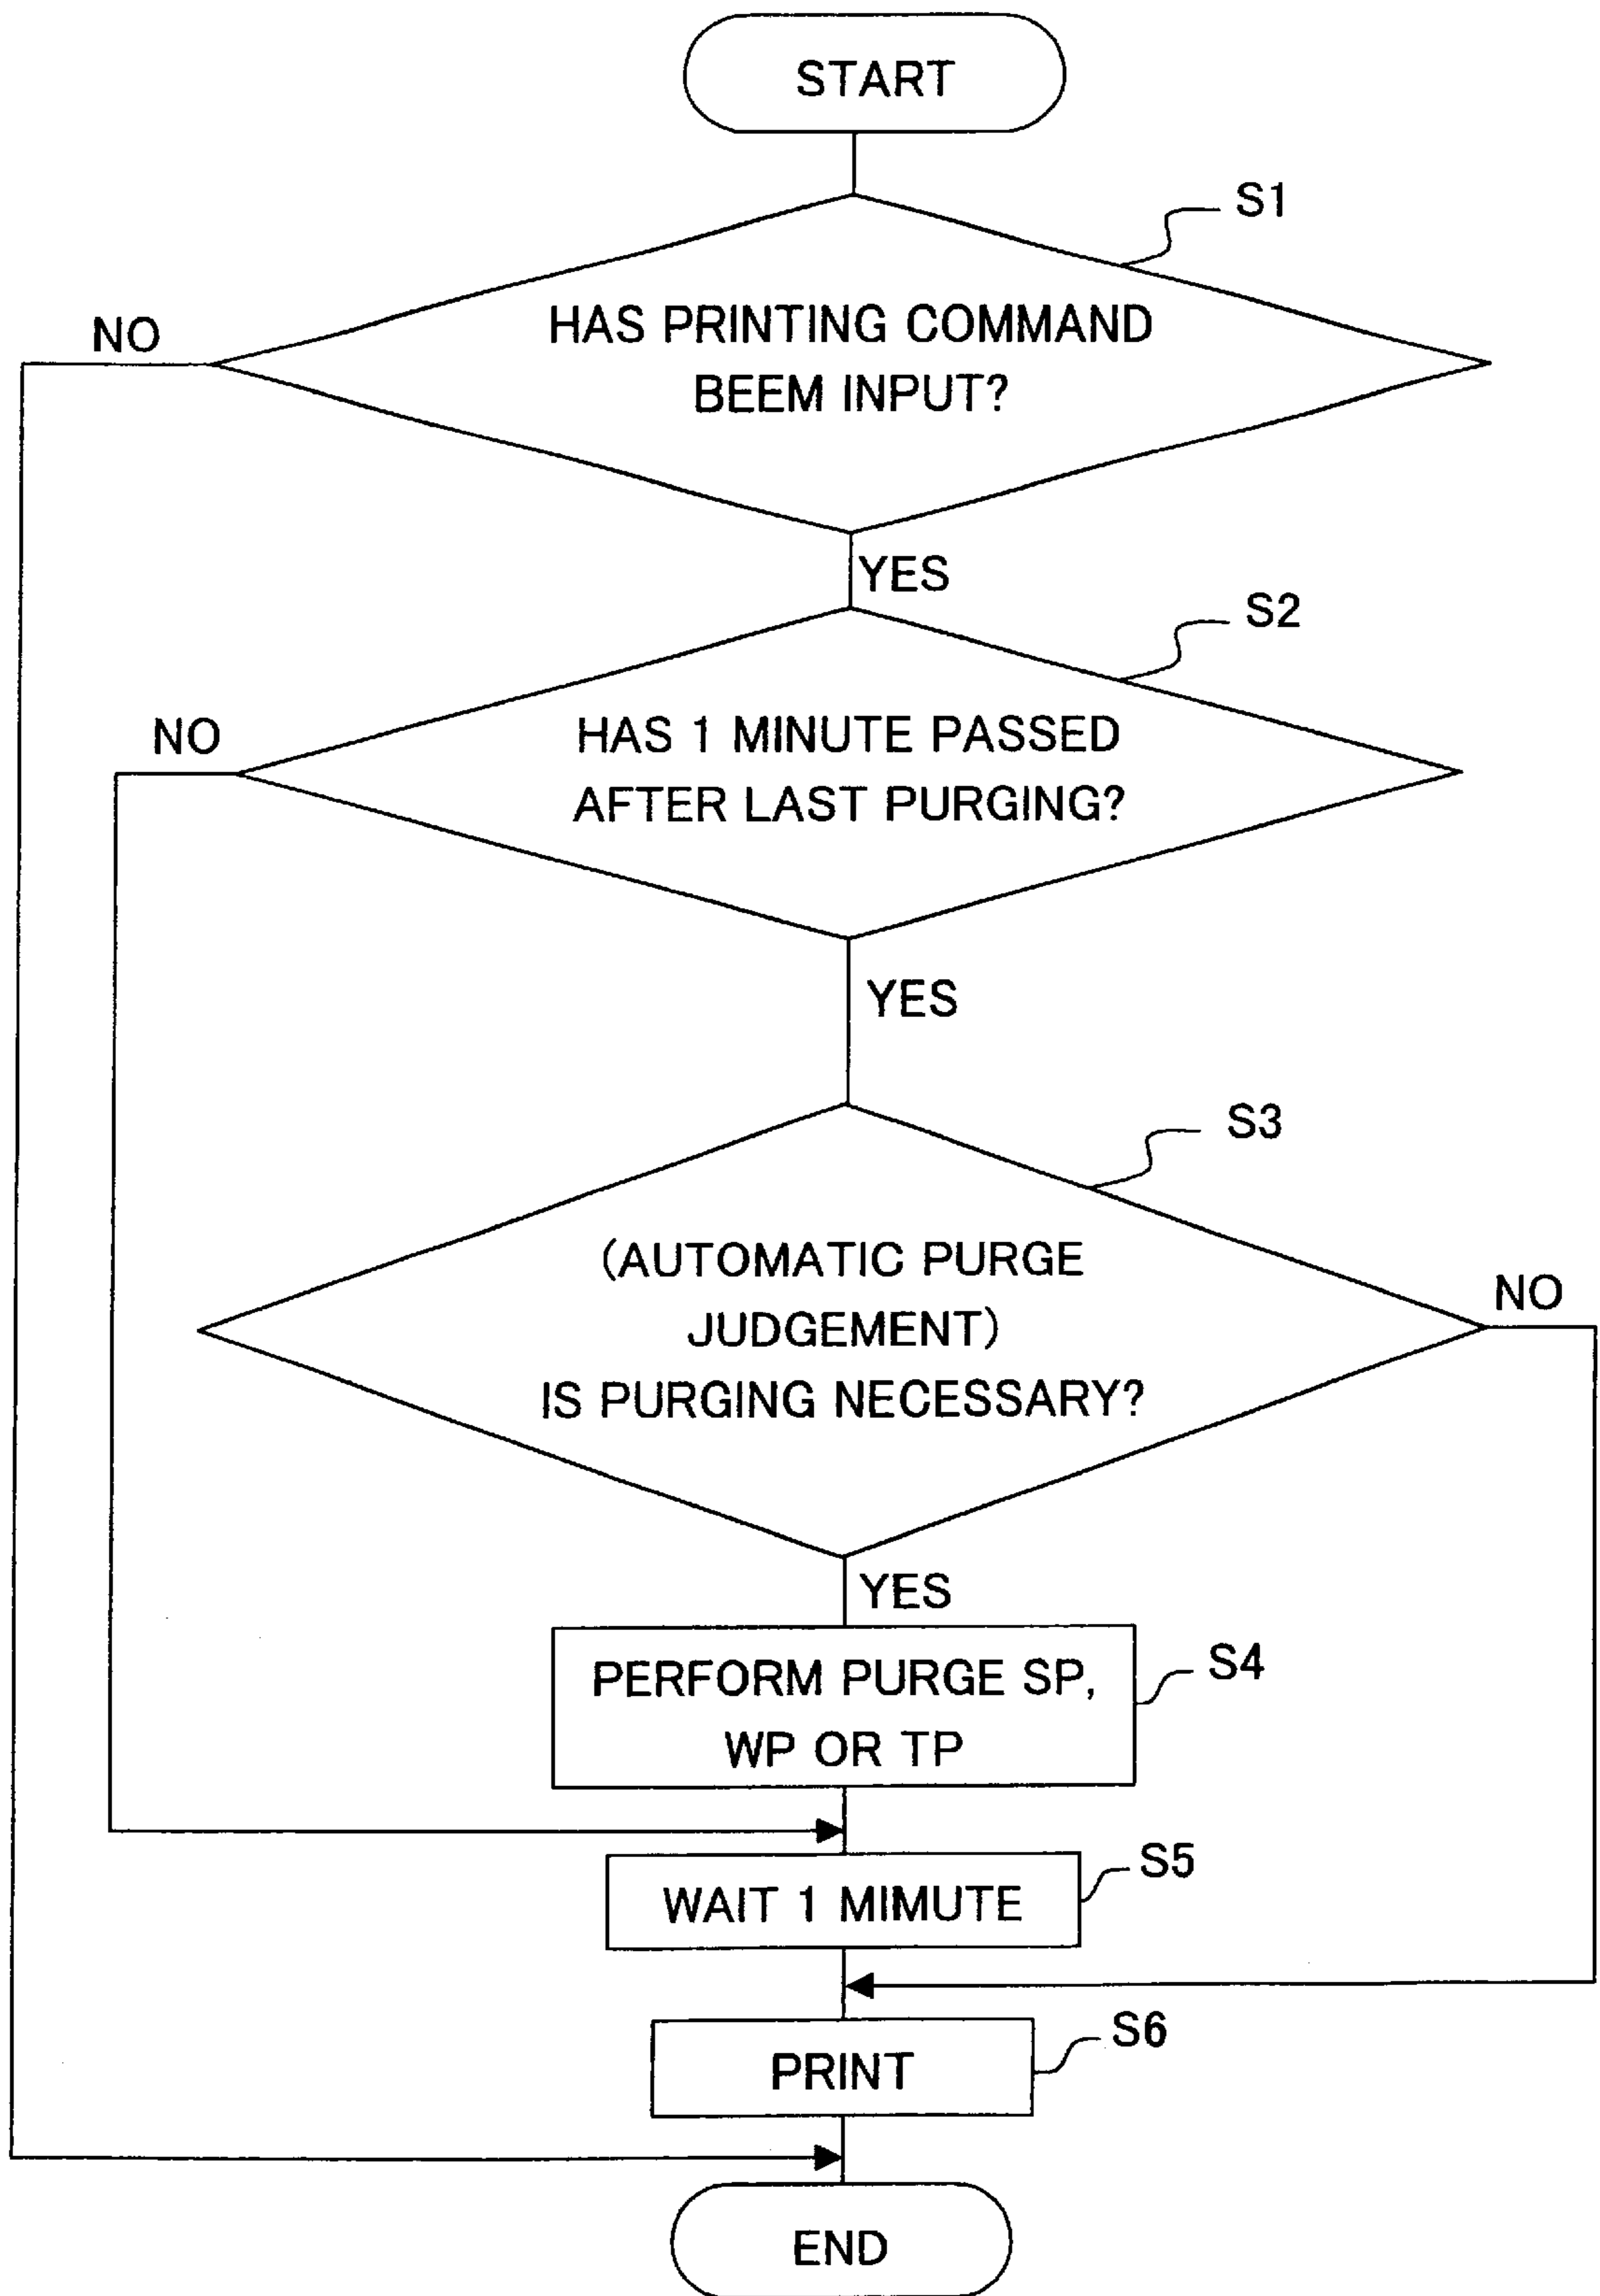 START
S1
HAS PRINTING COMMAND
BEEM INPUT?
NO
YES
S2
HAS 1 MINUTE PASSED
AFTER LAST PURGING?
NO
YES
S3
(AUTOMATIC PURGE
JUDGEMENT)
IS PURGING NECESSARY?
NO
YES
PERFORM PURGE SP,
WP OR TP
S4
WAIT 1 MIMUTE
S5
PRINT
S6
END